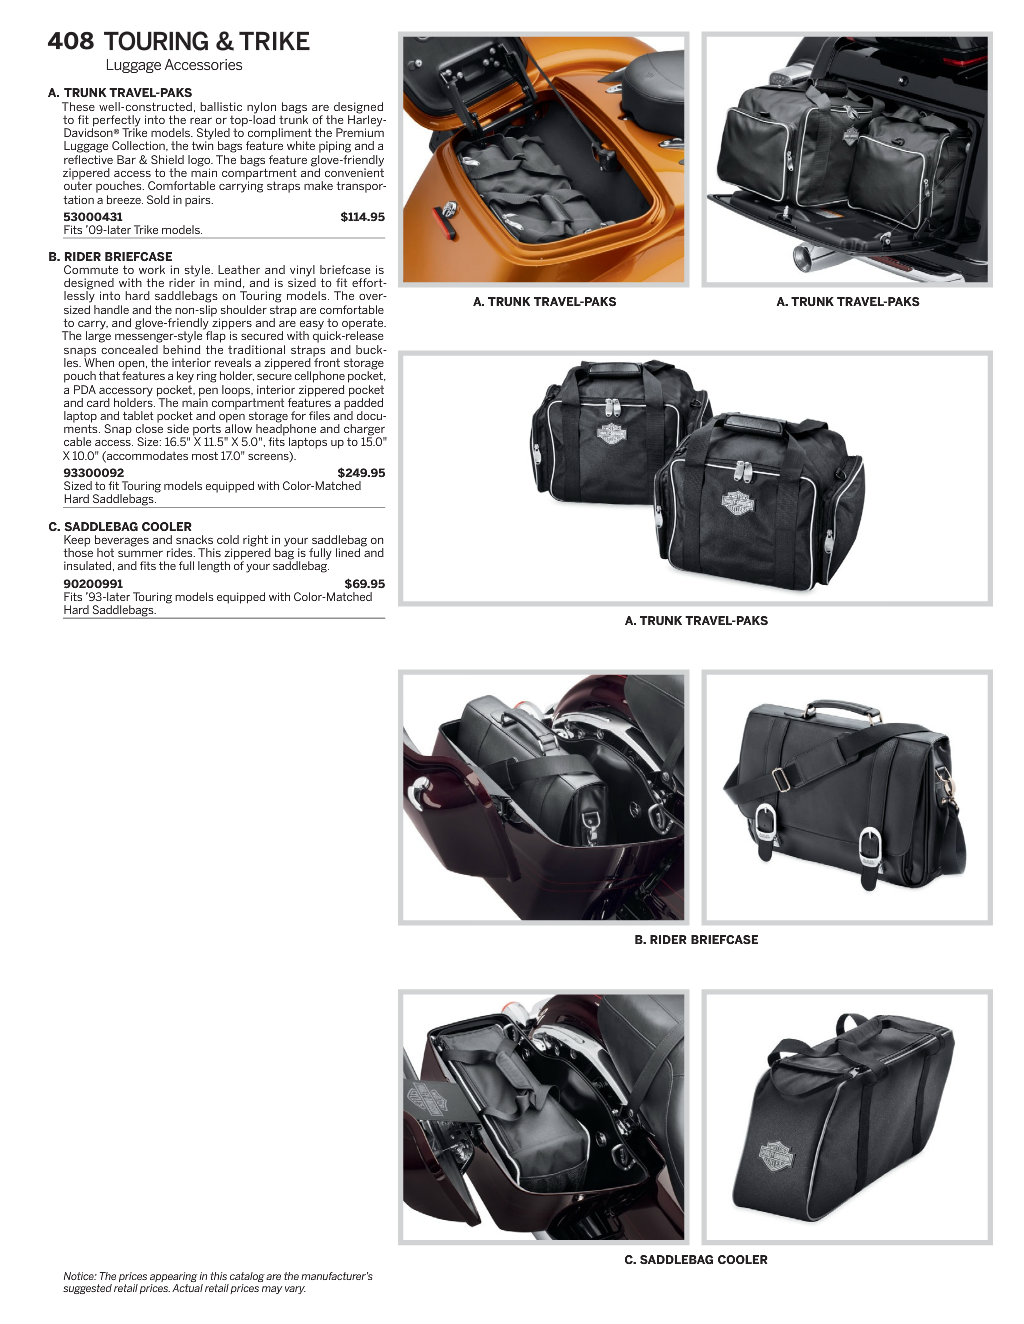 408 TOURING & TRIKE
Luggage Accessories
A. TRUNK TRAVEL-PAKS
These well-constructed, ballistic nylon bags are designed
to fit perfectly into the rear or top-load trunk of the Harley-
Davidson® Trike models. Styled to compliment the Premium
Luggage Collection, the twin bags feature white piping and a
reflective Bar & Shield logo. The bags feature glove-friendly
zippered access to the main compartment and convenient
outer pouches. Comfortable carrying straps make transpor-
tation a breeze. Sold in pairs.
53000431 $114.95
Fits ’09-later Trike models.
B. RIDER BRIEFCASE
Commute to work in style. Leather and vinyl briefcase is
designed with the rider in mind, and is sized to fit effort-
lessly into hard saddlebags on Touring models. The over-
sized handle and the non-slip shoulder strap are comfortable
to carry, and glove-friendly zippers and are easy to operate.
The large messenger-style flap is secured with quick-release
snaps concealed behind the traditional straps and buck-
les. When open, the interior reveals a zippered front storage
pouch that features a key ring holder, secure cellphone pocket,
a PDA accessory pocket, pen loops, interior zippered pocket
and card holders. The main compartment features a padded
laptop and tablet pocket and open storage for files and docu-
ments. Snap close side ports allow headphone and charger
cable access. Size: 16.5" X 11.5" X 5.0", fits laptops up to 15.0"
X 10.0" (accommodates most 17.0" screens).
93300092 $249.95
Sized to fit Touring models equipped with Color-Matched
Hard Saddlebags.
C. SADDLEBAG COOLER
Keep beverages and snacks cold right in your saddlebag on
those hot summer rides. This zippered bag is fully lined and
insulated, and fits the full length of your saddlebag.
90200991 $69.95
Fits ’93-later Touring models equipped with Color-Matched
Hard Saddlebags.
A. TRUNK TRAVEL-PAKS
A. TRUNK TRAVEL-PAKS
A. TRUNK TRAVEL-PAKS
B. RIDER BRIEFCASE
C. SADDLEBAG COOLER
Notice: The prices appearing in this catalog are the manufacturer’s
suggested retail prices. Actual retail prices may vary.